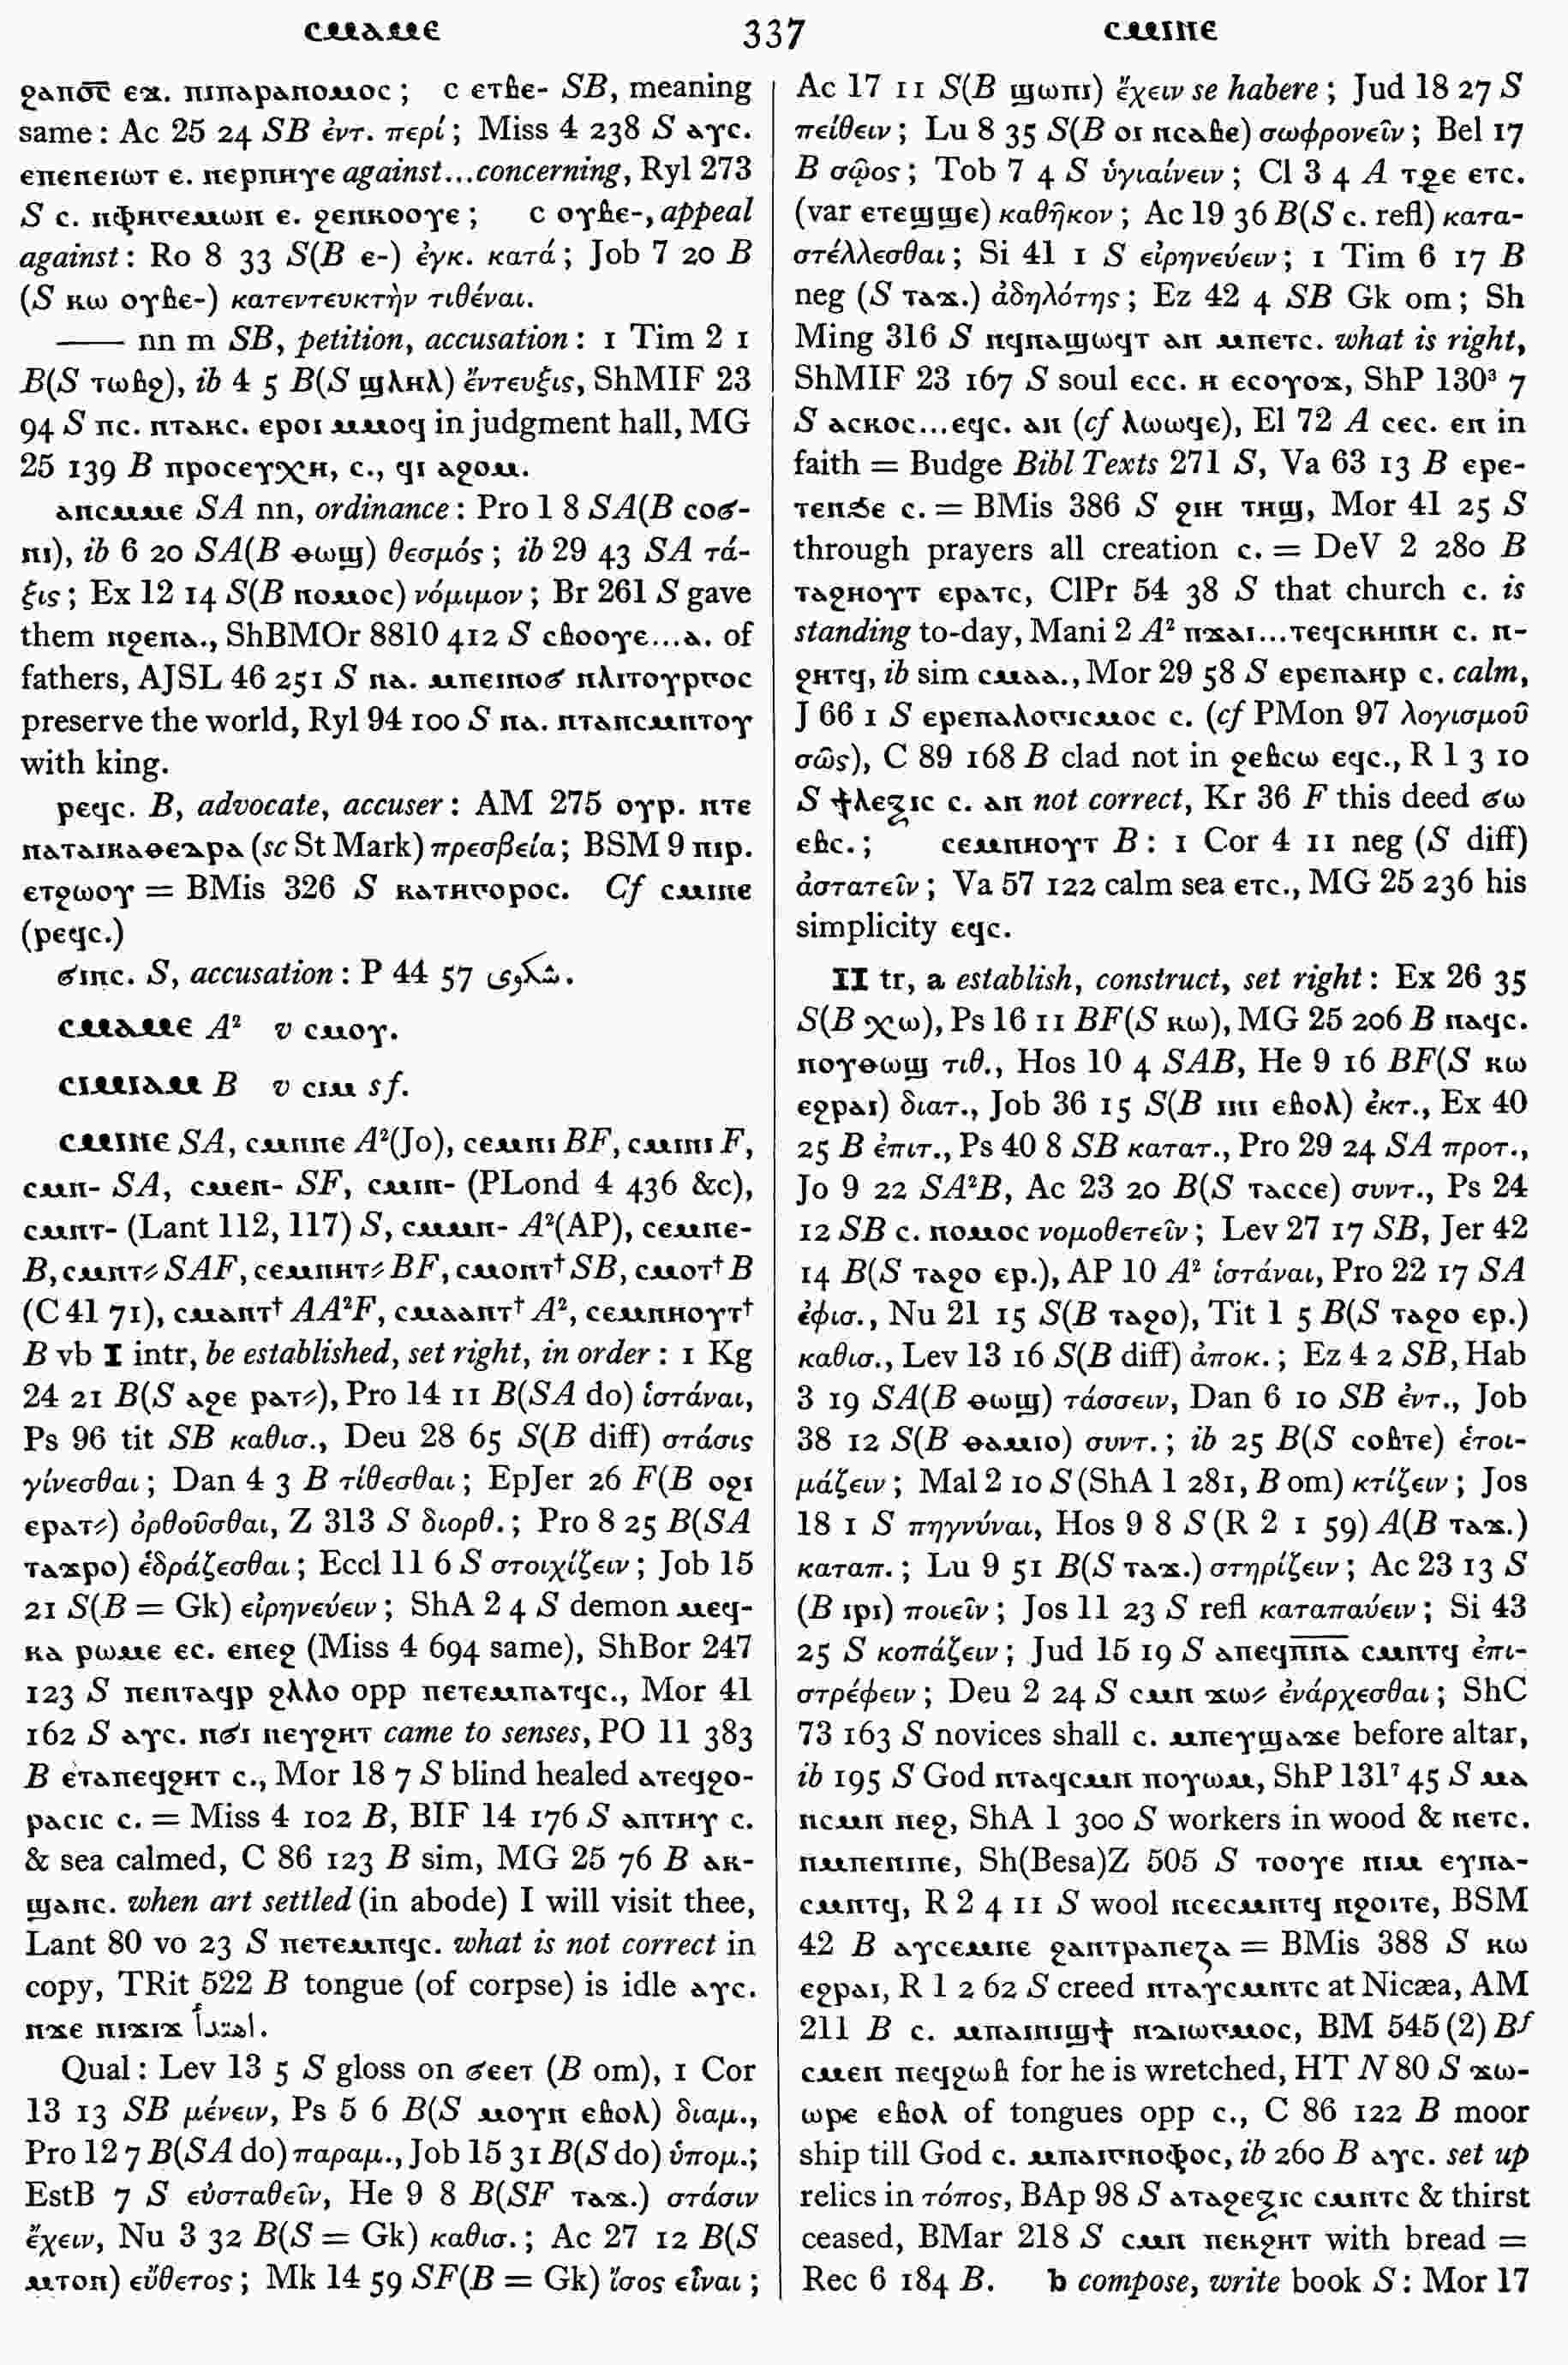 ⲥⲙⲁⲙⲉ 337 ⲥⲙⲓⲛⲉ
ϩⲁⲡϭ̅ⲥ̅ ⲉϫ. ⲡⲓⲡⲁⲣⲁⲛⲟⲙⲟⲥ; ⲥ ⲉⲧⲃⲉ- SB, meaning
same: Ac 25 24 SB ἐντ. περί; Miss 4 238 S ⲁⲩⲥ.
ⲉⲡⲉⲛⲉⲓⲱⲧ ⲉ. ⲛⲉⲣⲡⲏⲩⲉ against...concerning, Ryl 273
S ⲥ. ⲡⲫⲏⲅⲉⲙⲱⲛ ⲉ. ϩⲉⲛⲕⲟⲟⲩⲉ; ⲥ ⲟⲩⲃⲉ-, appeal
against: Ro 8 33 S(B ⲉ-) ἐγκ. κατά; Job 7 20 B
(S ⲕⲱ ⲟⲩⲃⲉ-) κατεντευκτὴν τιθέναι.
—— nn m SB, petition, accusation: 1 Tim 2 1
B(S ⲧⲱⲃϩ), ib 4 5 B(S ϣⲗⲏⲗ) ἔντευξις, ShMIF 23
94 S ⲡⲥ. ⲛⲧⲁⲕⲥ. ⲉⲣⲟⲓ ⲙⲙⲟϥ in judgment hall, MG
25 139 B ⲡⲣⲟⲥⲉⲩⲭⲏ, ⲥ., ϥⲓ ⲁϩⲟⲙ.
ⲁⲛⲥⲙⲙⲉ SA nn, ordinance: Pro 1 8 SA(B ⲥⲟϭ-
ⲛⲓ), ib 6 20 SA(B ⲑⲱϣ) θεσμός; ib 29 43 SA τά-
ξις; Ex 12 14 S(B ⲛⲟⲙⲟⲥ) νόμιμον; Br 261 S gave
them ⲛϩⲉⲛⲁ., ShBMOr 8810 412 S ⲥⲃⲟⲟⲩⲉ...ⲁ. of
fathers, AJSL 46 251 S ⲛⲁ. ⲙⲡⲉⲓⲛⲟϭ ⲛⲗⲓⲧⲟⲩⲣⲅⲟⲥ
preserve the world, Ryl 94 100 S ⲛⲁ. ⲛⲧⲁⲛⲥⲙⲛⲧⲟⲩ
with king.
ⲣⲉϥⲥ. B, advocate, accuser: AM 275 ⲟⲩⲣ. ⲛⲧⲉ
ⲡⲁⲧⲁⲓⲕⲁⲑⲉⲇⲣⲁ (sc St Mark) πρεσβεία; BSM 9 ⲡⲓⲣ.
ⲉⲧϩⲱⲟⲩ = BMis 326 S ⲕⲁⲧⲏⲅⲟⲣⲟⲥ. Cf ⲥⲙⲓⲛⲉ
(ⲣⲉϥⲥ.)
ϭⲓⲛⲥ. S, accusation: P 44 57 شكوى.
ⲥⲙⲁⲙⲉ A² v ⲥⲙⲟⲩ.
ⲥⲓⲙⲓⲁⲙ B v ⲥⲓⲙ sf.
ⲥⲙⲓⲛⲉ SA, ⲥⲙⲛⲛⲉ A²(Jo), ⲥⲉⲙⲛⲓ BF, ⲥⲙⲓⲛⲓ F,
ⲥⲙⲛ- SA, ⲥⲙⲉⲛ- SF, ⲥⲙⲓⲛ- (PLond 4 436 &c),
ⲥⲙⲛⲧ- (Lant 112, 117) S, ⲥⲙⲙⲛ- A²(AP), ⲥⲉⲙⲛⲉ-
B, ⲥⲙⲛⲧ⸗ SAF, ⲥⲉⲙⲛⲏⲧ⸗ BF, ⲥⲙⲟⲛⲧ† SB, ⲥⲙⲟⲧ† B
(C 41 71), ⲥⲙⲁⲛⲧ† AA²F, ⲥⲙⲁⲁⲛⲧ† A², ⲥⲉⲙⲛⲏⲟⲩⲧ†
B vb I intr, be established, set right, in order: 1 Kg
24 21 B(S ⲁϩⲉ ⲣⲁⲧ⸗), Pro 14 11 B(SA do) ἱστάναι,
Ps 96 tit SB καθισ., Deu 28 65 S(B diff) στάσις
γίνεσθαι; Dan 4 3 B τίθεσθαι; EpJer 26 F(B ⲟϩⲓ
ⲉⲣⲁⲧ⸗) ὀρθοῦσθαι, Z 313 S διορθ.; Pro 8 25 B(SA
ⲧⲁϫⲣⲟ) ἑδράζεσθαι; Eccl 11 6 S στοιχίζειν; Job 15
21 S(B = Gk) εἰρηνεύειν; ShA 2 4 S demon ⲙⲉϥ-
ⲕⲁ ⲣⲱⲙⲉ ⲉⲥ. ⲉⲛⲉϩ (Miss 4 694 same), ShBor 247
123 S ⲡⲉⲛⲧⲁϥⲣ ϩⲗⲗⲟ opp ⲡⲉⲧⲉⲙⲡⲁⲧϥⲥ., Mor 41
162 S ⲁⲩⲥ. ⲛϭⲓ ⲛⲉⲩϩⲏⲧ came to senses, PO 11 383
B ⲉⲧⲁⲡⲉϥϩⲏⲧ ⲥ., Mor 18 7 S blind healed ⲁⲧⲉϥϩⲟ-
ⲣⲁⲥⲓⲥ ⲥ. = Miss 4 102 B, BIF 14 176 S ⲁⲡⲧⲏⲩ ⲥ.
& sea calmed, C 86 123 B sim, MG 25 76 B ⲁⲕ-
ϣⲁⲛⲥ. when art settled (in abode) I will visit thee,
Lant 80 vo 23 S ⲡⲉⲧⲉⲙⲡϥⲥ. what is not correct in
copy, TRit 522 B tongue (of corpse) is idle ⲁⲩⲥ.
ⲛϫⲉ ⲛⲓϫⲓϫ
Qual: Lev 13 5 S gloss on ϭⲉⲉⲧ (B om), 1 Cor
13 13 SB μένειν, Ps 5 6 B(S ⲙⲟⲩⲛ ⲉⲃⲟⲗ) διαμ.,
Pro 12 7 B(SA do) παραμ., Job 15 31 B(S do) ὑπομ.;
EstB 7 S εὐσταθεῖν, He 9 8 B(SF ⲧⲁϫ.) στάσιν
ἔχειν, Nu 3 32 B(S = Gk) καθισ.; Ac 27 12 B(S
ⲙⲧⲟⲛ) εὔθετος; Mk 14 59 SF(B = Gk) ἴσος εἶναι;
Ac 17 11 S(B ϣⲱⲡⲓ) ἔχειν se habere; Jud 18 27 S
πείθειν; Lu 8 35 S(B ⲟⲓ ⲛⲥⲁⲃⲉ) σωφρονεῖν; Bel 17
B σῷος; Tob 7 4 S ὑγιαίνειν; Cl 3 4 A ⲧϩⲉ ⲉⲧⲥ.
(var ⲉⲧⲉϣϣⲉ) καθῆκον; Ac 19 36 B(S ⲥ. refl) κατα-
στέλλεσθαι; Si 41 1 S εἰρηνεύειν; 1 Tim 6 17 B
neg (S ⲧⲁϫ.) ἀδηλότης; Ez 42 4 SB Gk om; Sh
Ming 316 S ⲛϥⲛⲁϣⲱϥⲧ ⲁⲛ ⲙⲡⲉⲧⲥ. what is right,
ShMIF 23 167 S soul ⲉⲥⲥ. ⲏ ⲉⲥⲟⲩⲟϫ, ShP 130³ 7
S ⲁⲥⲕⲟⲥ...ⲉϥⲥ. ⲁⲛ (cf ⲗⲱⲱϥⲉ), El 72 A ⲥⲉⲥ. ⲉⲛ in
faith = Budge Bibl Texts 271 S, Va 63 13 B ⲉⲣⲉ-
ⲧⲉⲛϩⲉ ⲥ. = BMis 386 S ϩⲓⲏ ⲧⲏϣ, Mor 41 25 S
through prayers all creation ⲥ. = DeV 2 280 B
ⲧⲁϩⲛⲟⲩⲧ ⲉⲣⲁⲧⲥ, ClPr 54 38 S that church ⲥ. is
standing to-day, Mani 2 A² ⲡϫⲁⲓ...ⲧⲉϥⲥⲕⲏⲛⲏ ⲥ. ⲛ-
ϩⲏⲧϥ, ib sim ⲥⲙⲁⲁ., Mor 29 58 S ⲉⲣⲉⲡⲁⲏⲣ ⲥ. calm,
J 66 1 S ⲉⲣⲉⲡⲁⲗⲟⲅⲓⲥⲙⲟⲥ ⲥ. (cf PMon 97 λογισμοῦ
σῶς), C 89 168 B clad not in ϩⲉⲃⲥⲱ ⲉϥⲥ., R 1 3 10
S ϯⲗⲉⲝⲓⲥ ⲥ. ⲁⲛ not correct, Kr 36 F this deed ϭⲱ
ⲉⲃⲥ.; ⲥⲉⲙⲛⲏⲟⲩⲧ B: 1 Cor 4 11 neg (S diff)
ἀστατεῖν; Va 57 122 calm sea ⲉⲧⲥ., MG 25 236 his
simplicity ⲉϥⲥ.
II tr, a establish, construct, set right: Ex 26 35
S(B ⲭⲱ), Ps 16 11 BF(S ⲕⲱ), MG 25 206 B ⲛⲁϥⲥ.
ⲛⲟⲩⲑⲱϣ τιθ., Hos 10 4 SAB, He 9 16 BF(S ⲕⲱ
ⲉϩⲣⲁⲓ) διατ., Job 36 15 S(B ⲓⲛⲓ ⲉⲃⲟⲗ) ἐκτ., Ex 40
25 B ἐπιτ., Ps 40 8 SB κατατ., Pro 29 24 SA προτ.,
Jo 9 22 SA²B, Ac 23 20 B(S ⲧⲁⲥⲥⲉ) συντ., Ps 24
12 SB ⲥ. ⲛⲟⲙⲟⲥ νομοθετεῖν; Lev 27 17 SB, Jer 42
14 B(S ⲧⲁϩⲟ ⲉⲣ.), AP 10 A² ἱστάναι, Pro 22 17 SA
ἐφισ., Nu 21 15 S(B ⲧⲁϩⲟ), Tit 1 5 B(S ⲧⲁϩⲟ ⲉⲣ.)
καθισ., Lev 13 16 S(B diff) ἀποκ.; Ez 4 2 SB, Hab
3 19 SA(B ⲑⲱϣ) τάσσειν, Dan 6 10 SB ἐντ., Job
38 12 S(B ⲑⲁⲙⲓⲟ) συντ.; ib 25 B(S ⲥⲟⲃⲧⲉ) ἑτοι-
μάζειν; Mal 2 10 S (ShA 1 281, B om) κτίζειν; Jos
18 1 S πηγνύναι, Hos 9 8 S (R 2 1 59) A(B ⲧⲁϫ.)
καταπ.; Lu 9 51 B(S ⲧⲁϫ.) στηρίζειν; Ac 23 13 S
(B ⲓⲣⲓ) ποιεῖν; Jos 11 23 S refl καταπαύειν; Si 43
25 S κοπάζειν; Jud 15 19 S ⲁⲡⲉϥⲡ̅ⲛ̅ⲁ̅ ⲥⲙⲛⲧϥ ἐπι-
στρέφειν; Deu 2 24 S ⲥⲙⲛ ϫⲱ⸗ ἐνάρχεσθαι; ShC
73 163 S novices shall ⲥ. ⲙⲡⲉⲩϣⲁϫⲉ before altar,
ib 195 S God ⲛⲧⲁϥⲥⲙⲛ ⲡⲟⲩⲱⲙ, ShP 131⁷ 45 S ⲙⲁ
ⲛⲥⲙⲛ ⲛⲉϩ, ShA 1 300 S workers in wood & ⲛⲉⲧⲥ.
ⲛⲙⲡⲉⲛⲓⲡⲉ, Sh(Besa)Z 505 S ⲧⲟⲟⲩⲉ ⲛⲓⲙ ⲉⲩⲛⲁ-
ⲥⲙⲛⲧϥ, R 2 4 11 S wool ⲛⲥⲉⲥⲙⲛⲧϥ ⲛϩⲟⲓⲧⲉ, BSM
42 B ⲁⲩⲥⲉⲙⲛⲉ ϩⲁⲛⲧⲣⲁⲡⲉⲍⲁ = BMis 388 S ⲕⲱ
ⲉϩⲣⲁⲓ, R 1 2 62 S creed ⲛⲧⲁⲩⲥⲙⲛⲧⲥ at Nicæa, AM
211 B ⲥ. ⲙⲡⲁⲓⲛⲓϣϯ ⲛⲇⲓⲱⲅⲙⲟⲥ, BM 545 (2) Bf
ⲥⲙⲉⲛ ⲡⲉϥϩⲱⲃ for he is wretched, HT N 80 S ϫⲱ-
ⲱⲣⲉ ⲉⲃⲟⲗ of tongues opp ⲥ., C 86 122 B moor
ship till God ⲥ. ⲙⲡⲁⲓⲅⲛⲟⲫⲟⲥ, ib 260 B ⲁⲩⲥ. set up
relics in τόπος, BAp 98 S ⲁⲧⲁϩⲉⲝⲓⲥ ⲥⲙⲛⲧⲥ & thirst
ceased, BMar 218 S ⲥⲙⲛ ⲡⲉⲕϩⲏⲧ with bread =
Rec 6 184 B. b compose, write book S: Mor 17